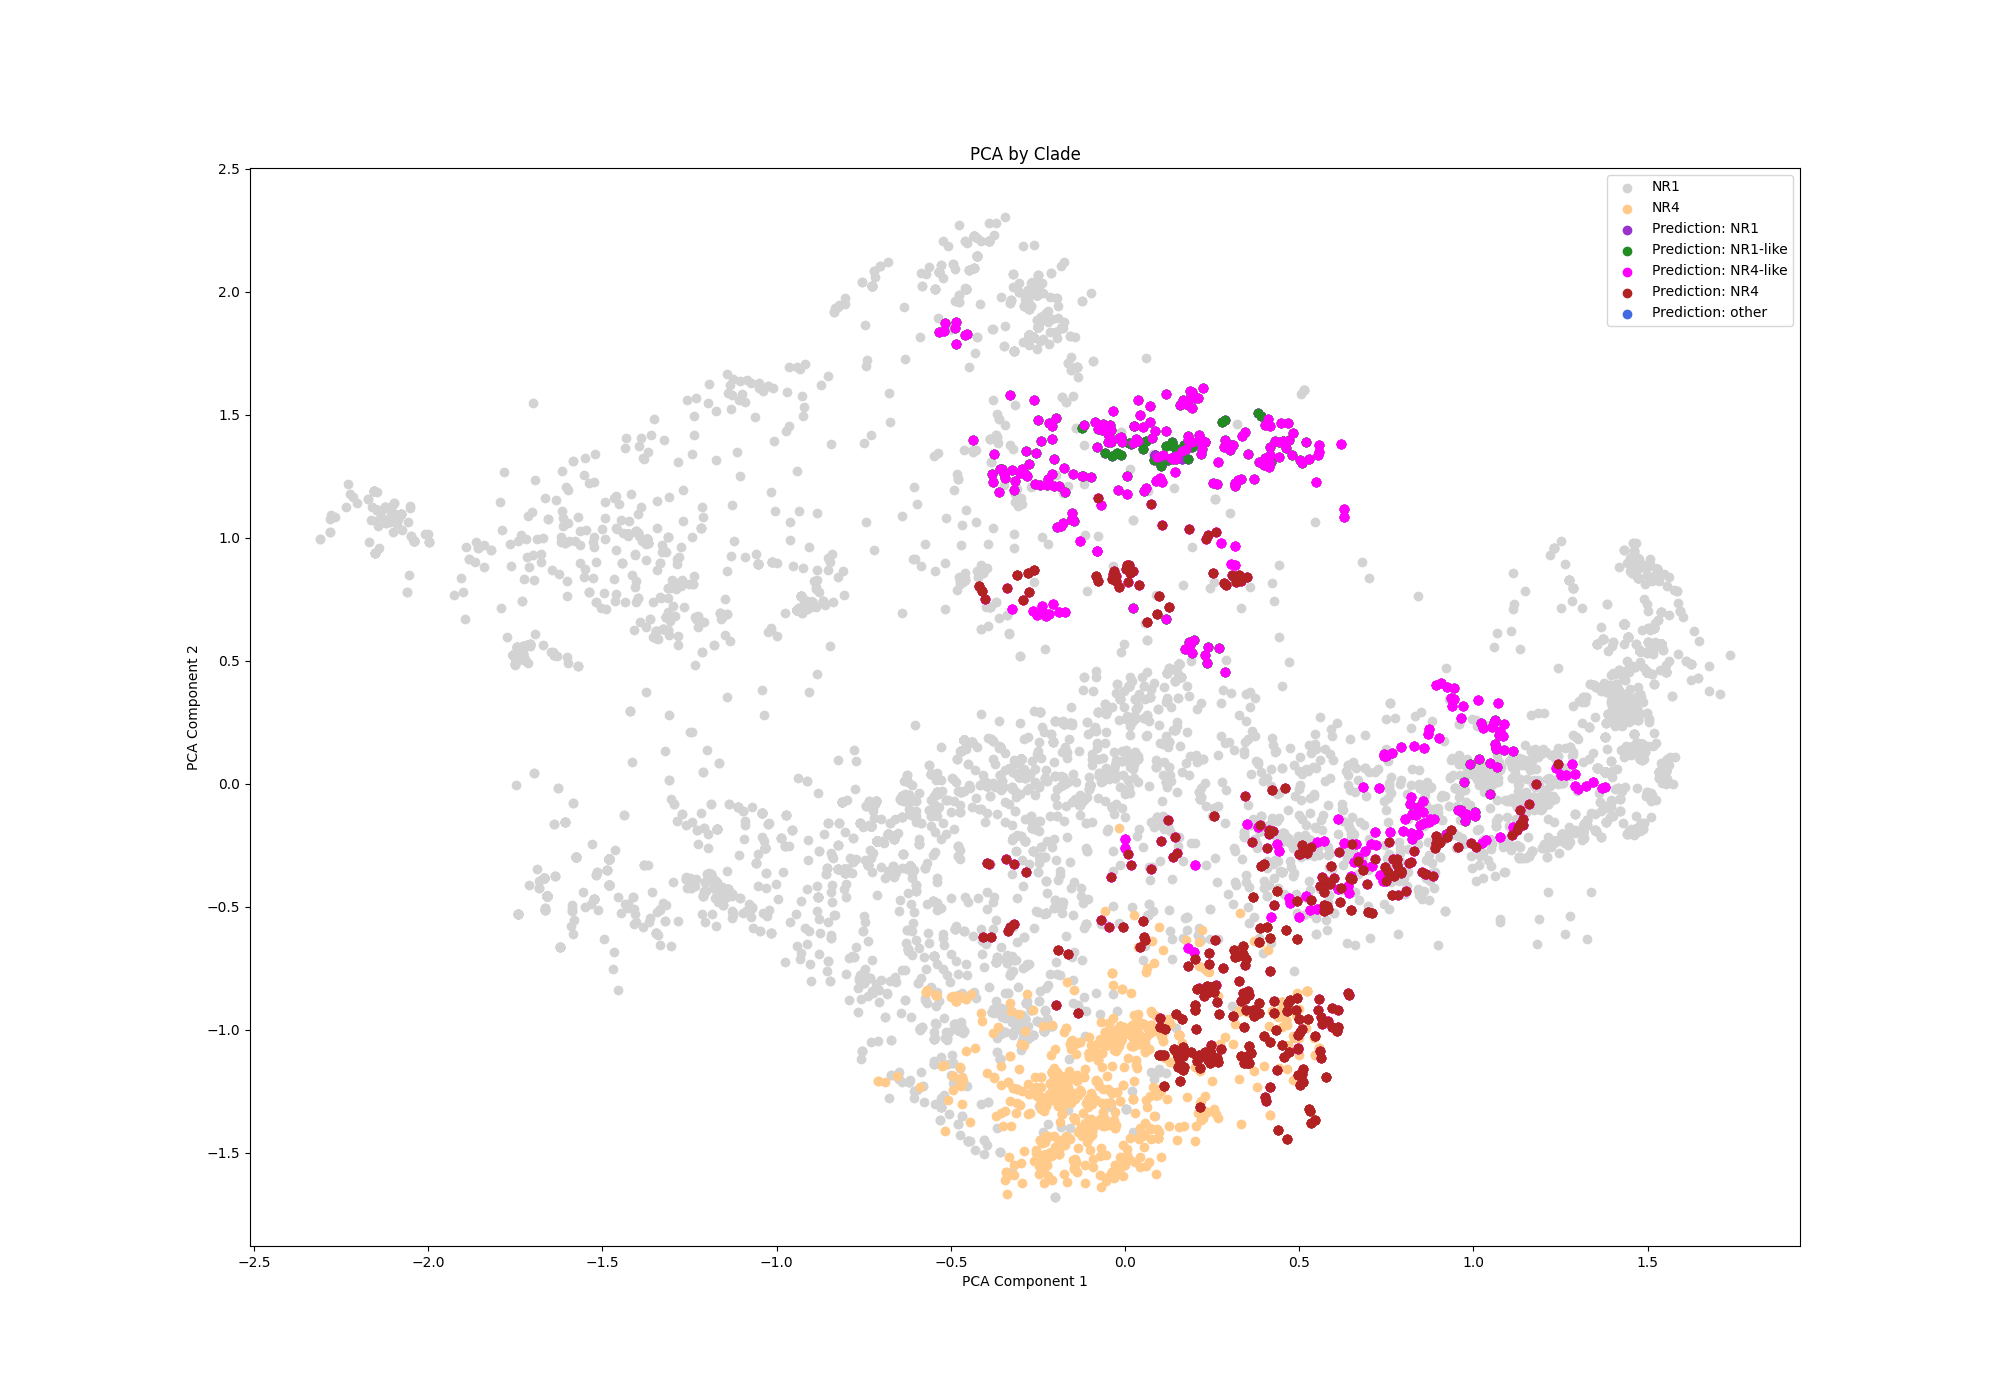 PCA by Clade
2.5
2.0
1.5
1.0
0.5
0.0
−0.5
−1.0
−1.5
PCA Component 2
NR1
NR4
Prediction: NR1
Prediction: NR1-like
Prediction: NR4-like
Prediction: NR4
Prediction: other
−2.5 −2.0 −1.5 −1.0 −0.5 0.0 0.5 1.0 1.5
PCA Component 1